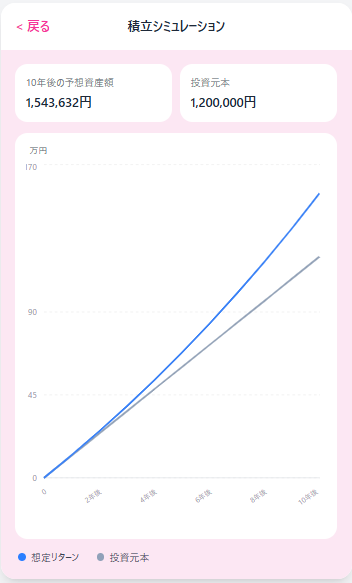 < 戻る
積立シミュレーション
10年後の予想資産額
1,543,632円
投資元本
1,200,000円
万円
170
90
45
0
0
2年後
4年後
6年後
8年後
10年後
想定リターン
投資元本